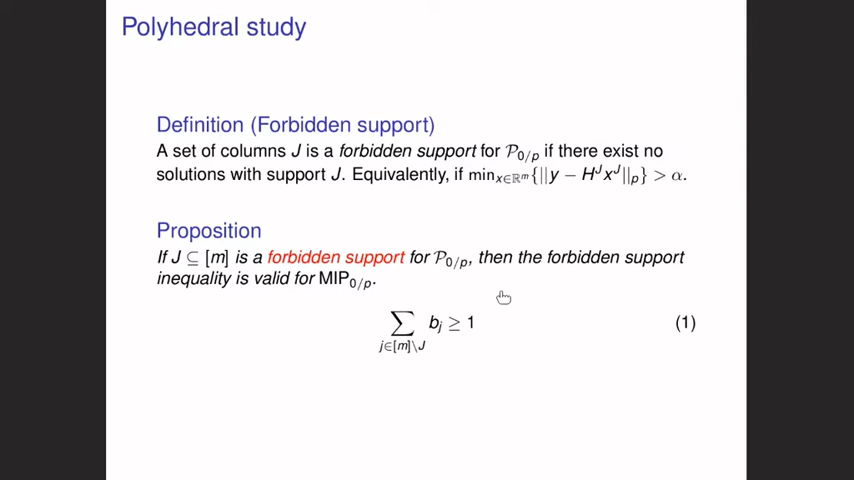 Polyhedral study
Definition (Forbidden support)
A set of columns J is a forbidden support for 𝒫₀/ₚ if there exist no
solutions with support J. Equivalently, if min_{x∈ℝᵐ}{||y − Hᴶxᴶ||ₚ} > α.
Proposition
If J ⊆ [m] is a forbidden support for 𝒫₀/ₚ, then the forbidden support
inequality is valid for MIP₀/ₚ.
∑_{j∈[m]\J} bⱼ ≥ 1 (1)